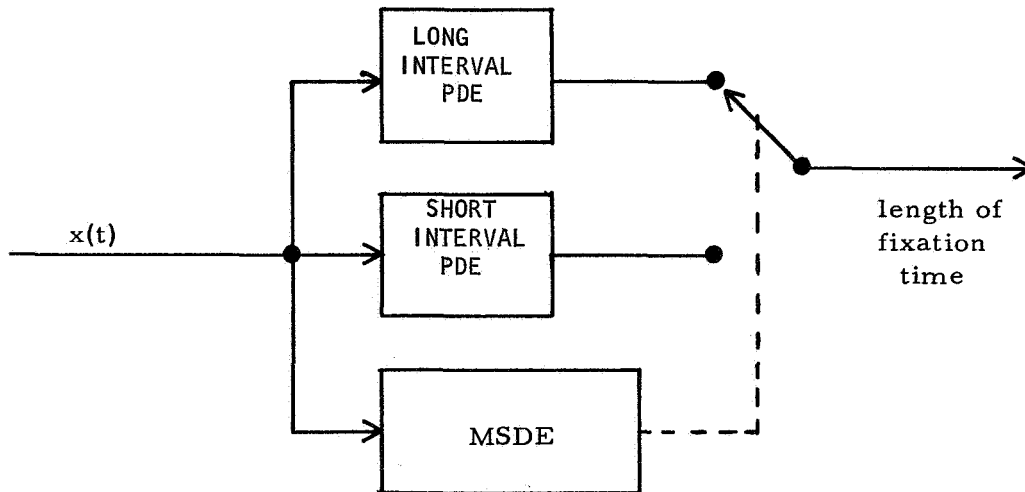 LONG
INTERVAL
PDE
SHORT
INTERVAL
PDE
x(t)
length of
fixation
time
MSDE